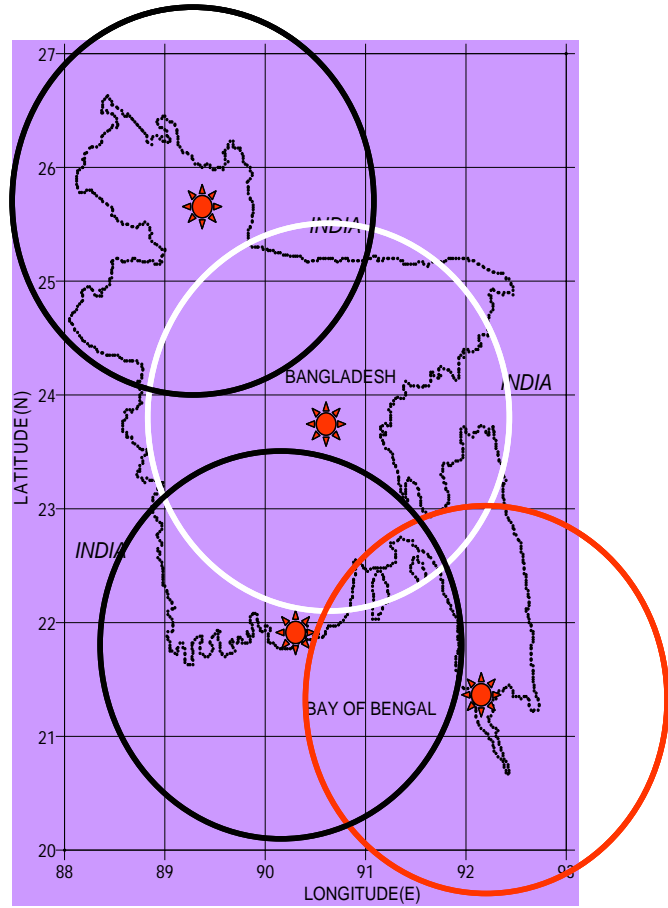 27
26
INDIA
25
BANGLADESH
24
INDIA
LATITUDE(N)
23
INDIA
22
BAY OF BENGAL
21
20
88
89
90
91
92
93
LONGITUDE(E)